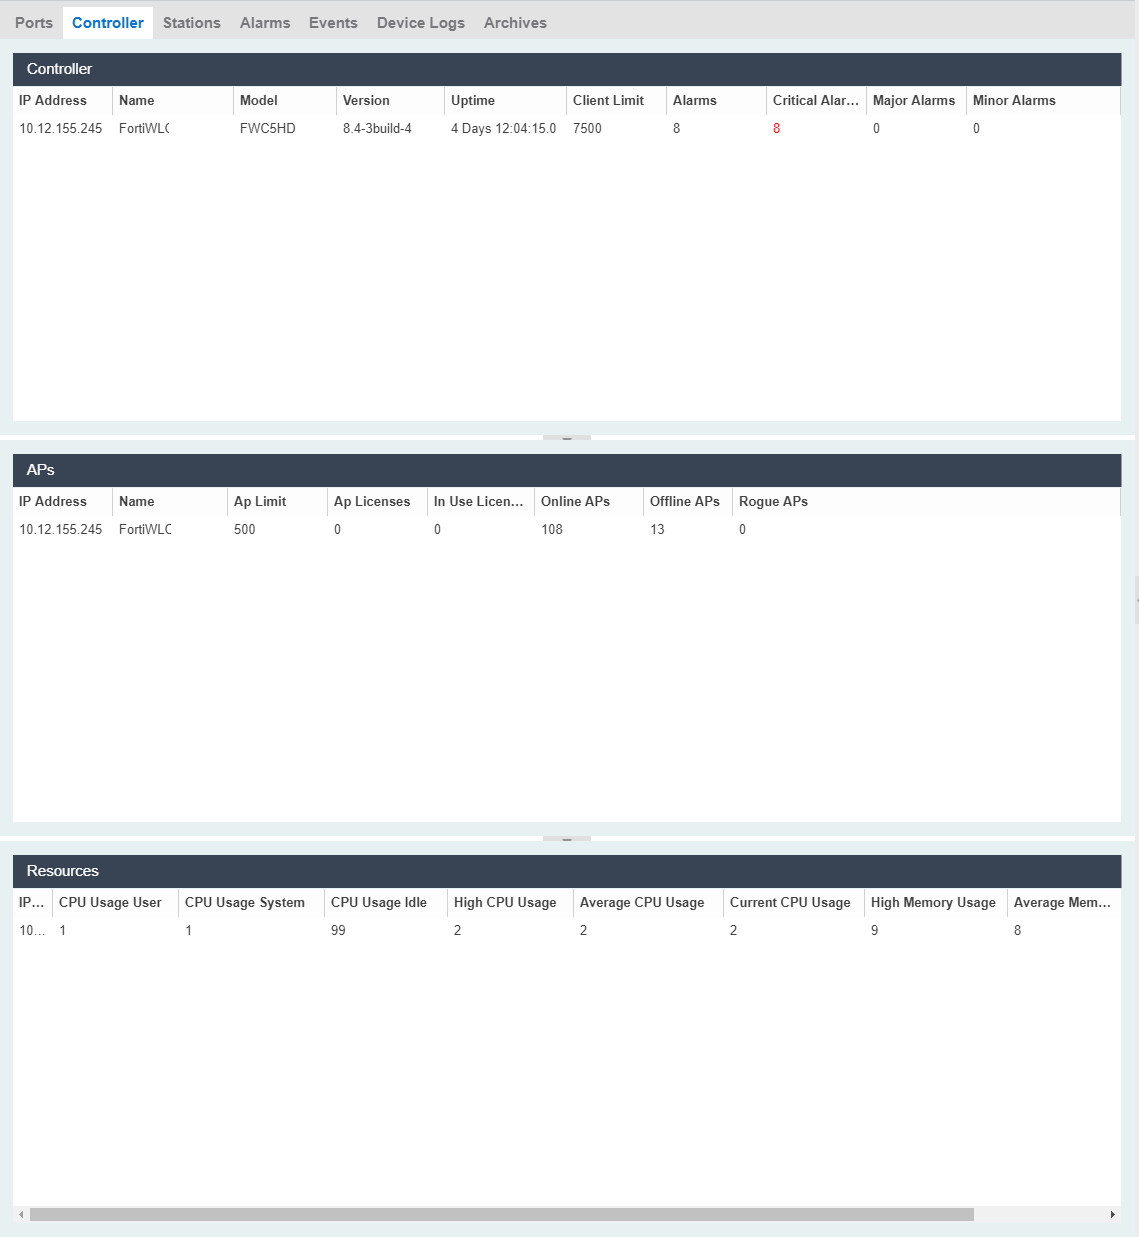 Ports Controller Stations Alarms Events Device Logs Archives
Controller
IP Address Name Model Version Uptime Client Limit Alarms Critical Alar... Major Alarms Minor Alarms
10.12.155.245 FortiWLC FWC5HD 8.4-3build-4 4 Days 12:04:15.0 7500 8 8 0 0
APs
IP Address Name Ap Limit Ap Licenses In Use Licen... Online APs Offline APs Rogue APs
10.12.155.245 FortiWLC 500 0 0 108 13 0
Resources
IP... CPU Usage User CPU Usage System CPU Usage Idle High CPU Usage Average CPU Usage Current CPU Usage High Memory Usage Average Mem...
10... 1 1 99 2 2 2 9 8